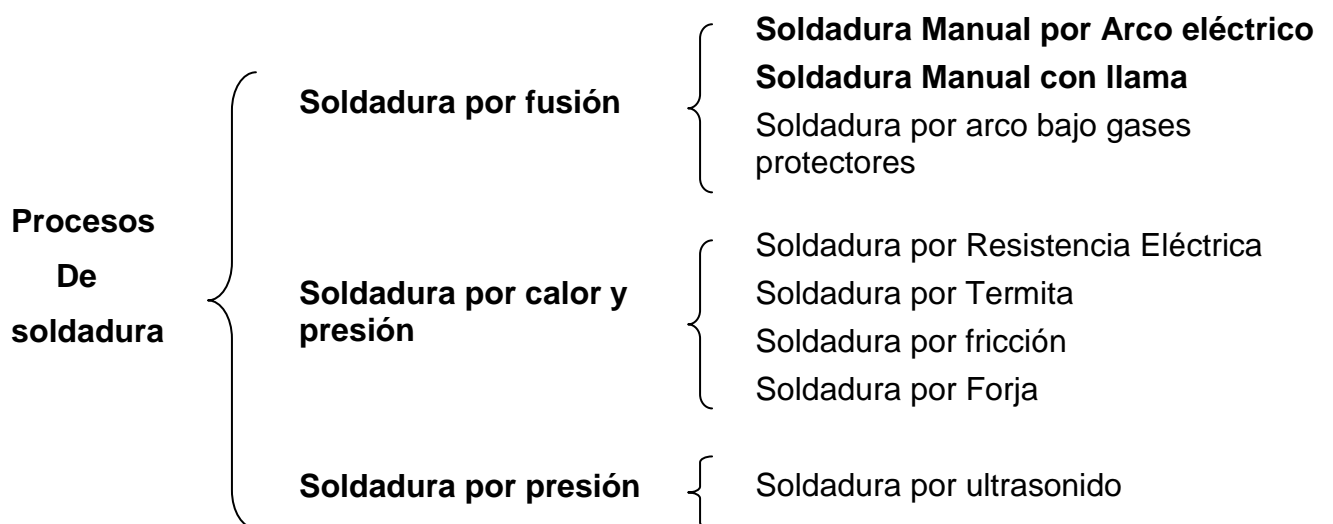 Procesos
De
soldadura
Soldadura por fusión
Soldadura Manual por Arco eléctrico
Soldadura Manual con llama
Soldadura por arco bajo gases
protectores
Soldadura por calor y
presión
Soldadura por Resistencia Eléctrica
Soldadura por Termita
Soldadura por fricción
Soldadura por Forja
Soldadura por presión
Soldadura por ultrasonido